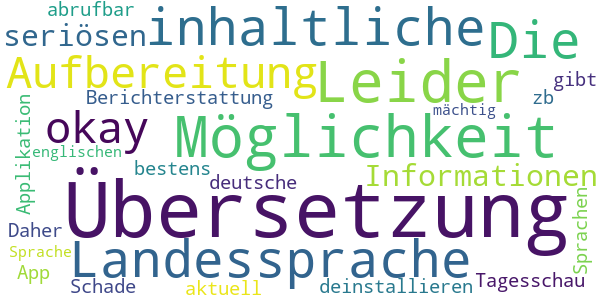 abrufbar
seriösen inhaltliche Die
Aufbereitung Leider gibt
Berichterstattung mächtig zb
Applikation okay Möglichkeit
englischen bestens Informationen
deutsche Sprachen
Übersetzung
Daher
Sprache Landessprache
App Schade aktuell deinstallieren Tagesschau